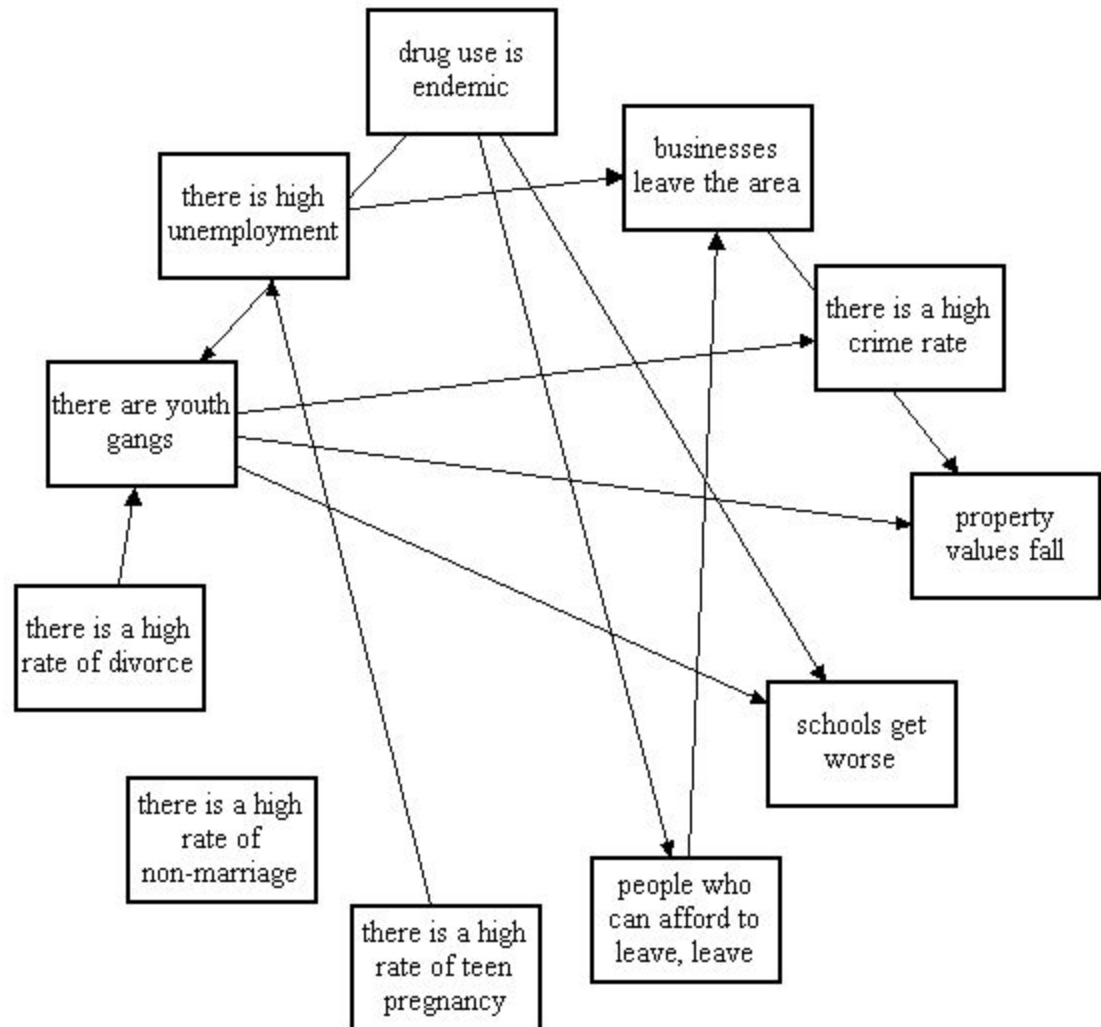 drug use is
endemic
businesses
leave the area
there is high
unemployment
there is a high
crime rate
there are youth
gangs
property
values fall
there is a high
rate of divorce
schools get
worse
there is a high
rate of
non-marriage
people who
can afford to
leave, leave
there is a high
rate of teen
pregnancy